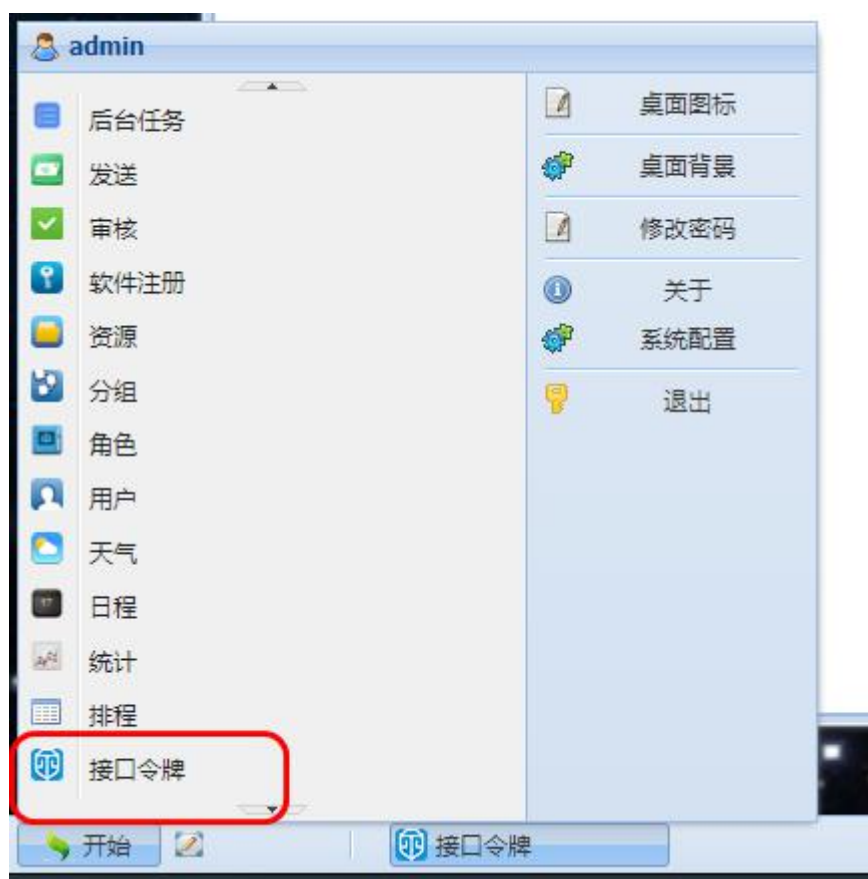 admin
后台任务
发送
审核
软件注册
资源
分组
角色
用户
天气
日程
统计
排程
接口令牌
桌面图标
桌面背景
修改密码
关于
系统配置
退出
开始
接口令牌